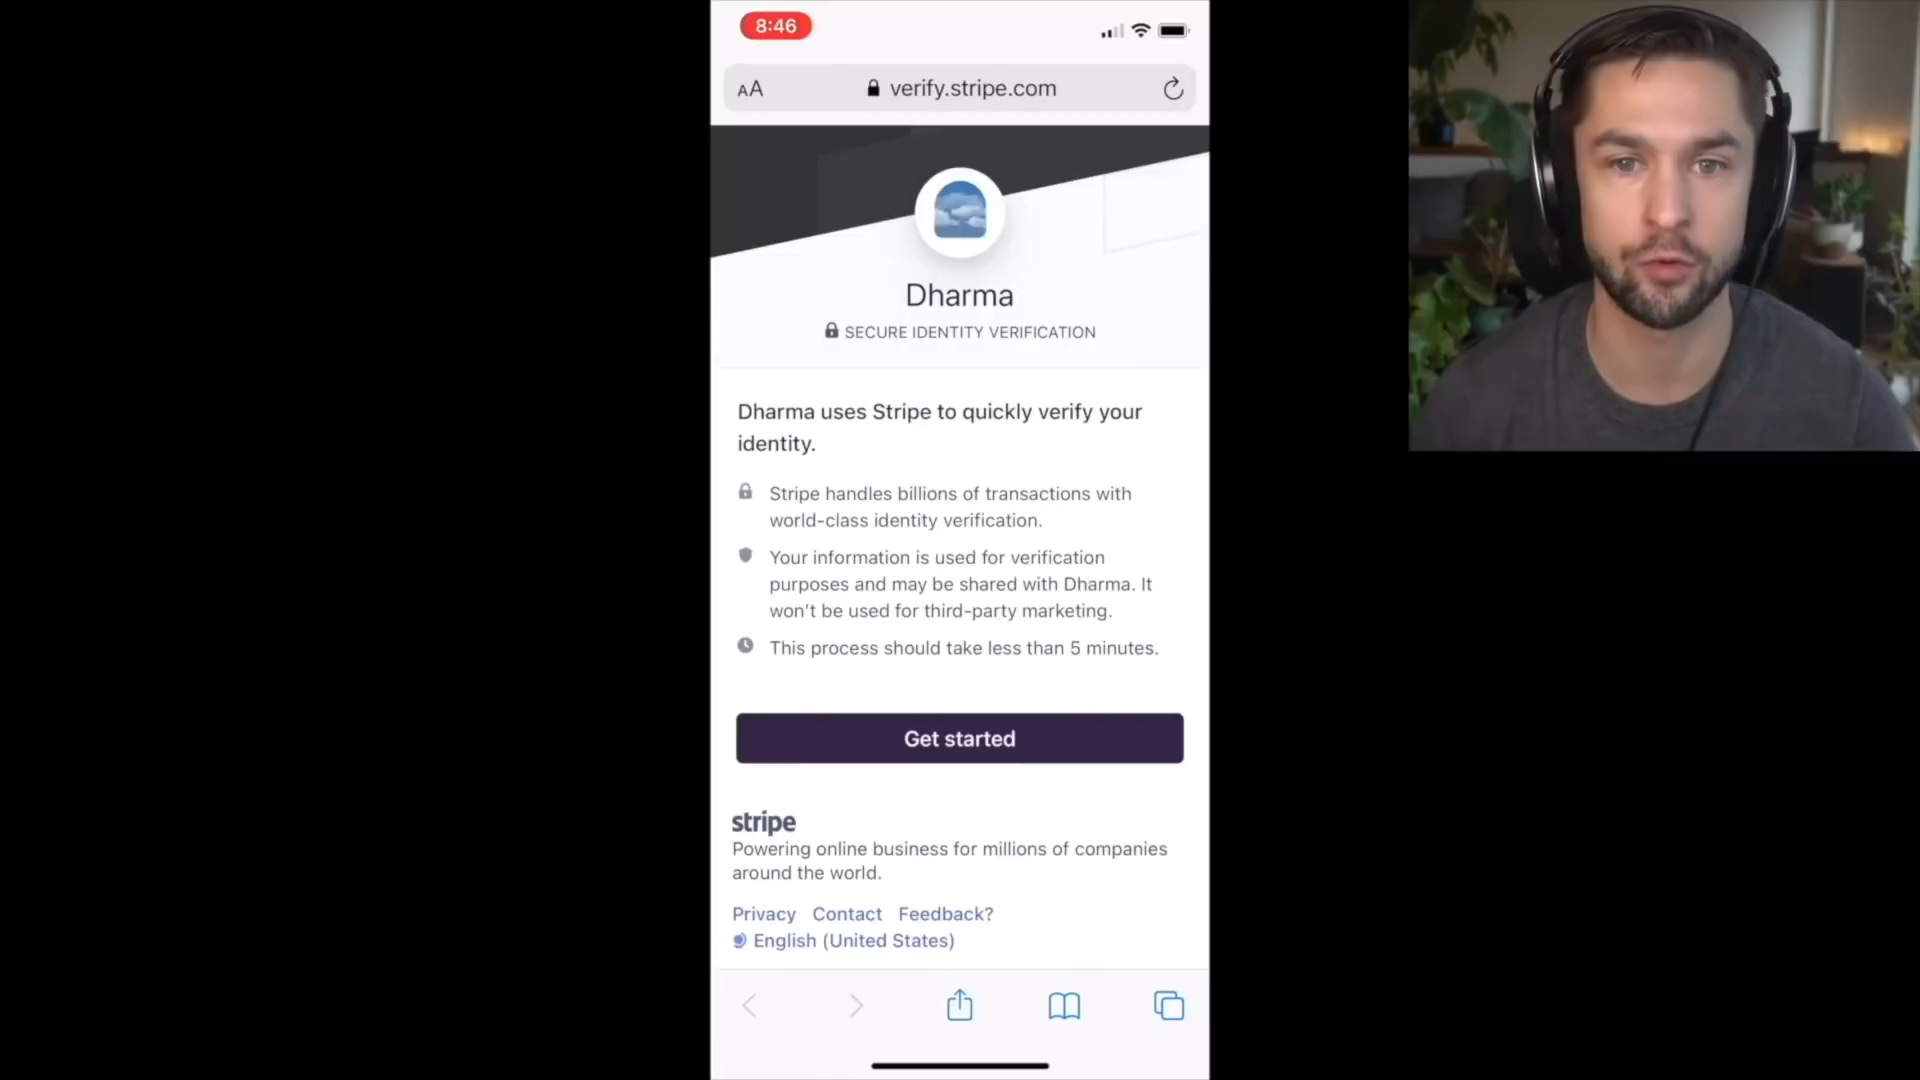 8:46
AA
verify.stripe.com
Dharma
SECURE IDENTITY VERIFICATION
Dharma uses Stripe to quickly verify your
identity.
Stripe handles billions of transactions with
world-class identity verification.
Your information is used for verification
purposes and may be shared with Dharma. It
won't be used for third-party marketing.
This process should take less than 5 minutes.
Get started
stripe
Powering online business for millions of companies
around the world.
Privacy Contact Feedback?
English (United States)